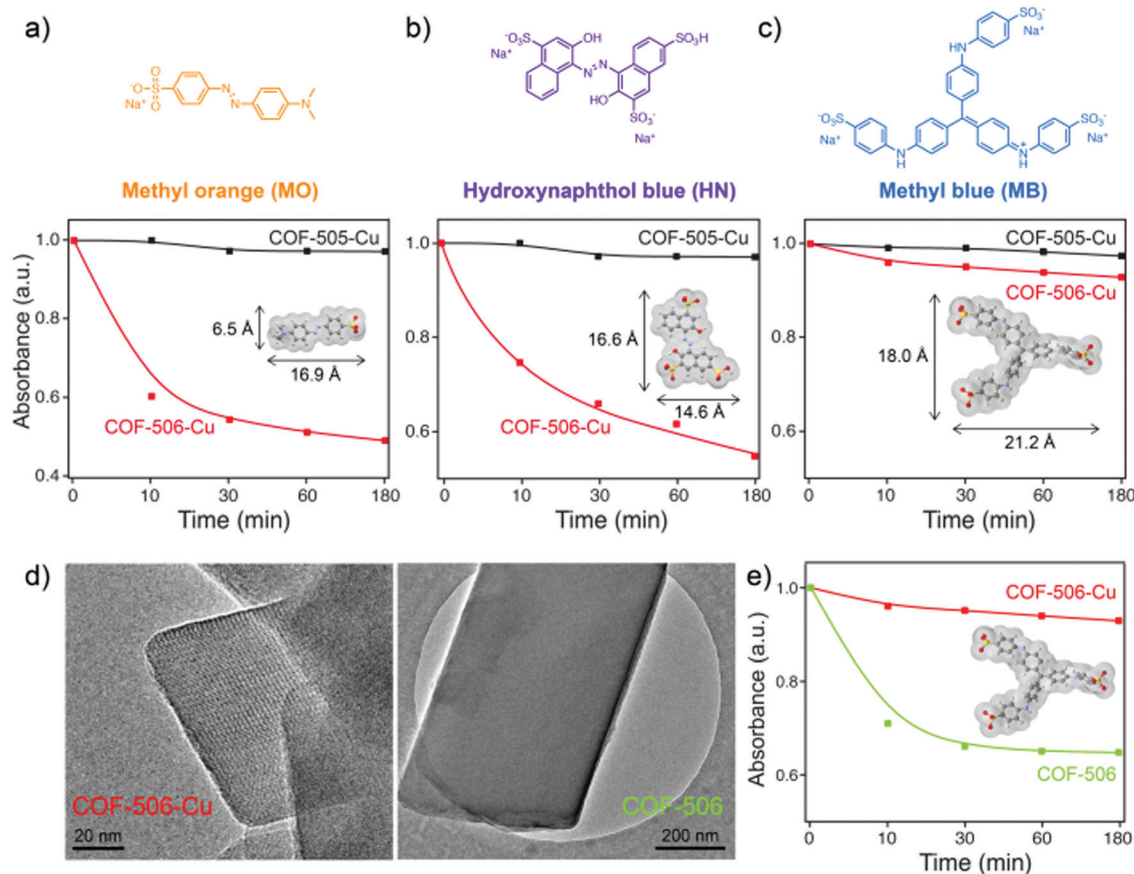 a)
-O
O
S
O
Na+
N
N
N
Methyl orange (MO)
b)
-O3S
Na+
OH
N
N
SO3H
HO
SO3-
Na+
Hydroxynaphthol blue (HN)
c)
SO3-
Na+
HN
-O3S
Na+
N
H
N+
H
SO3-
Na+
Methyl blue (MB)
Absorbance (a.u.)
1.0
0.8
0.6
0.4
COF-505-Cu
6.5 Å
16.9 Å
COF-506-Cu
0 10 30 60 180
Time (min)
1.0
0.8
0.6
COF-505-Cu
16.6 Å
14.6 Å
COF-506-Cu
0 10 30 60 180
Time (min)
1.0
0.8
0.6
COF-505-Cu
COF-506-Cu
18.0 Å
21.2 Å
0 10 30 60 180
Time (min)
d)
COF-506-Cu
20 nm
COF-506
200 nm
e)
Absorbance (a.u.)
1.0
0.8
0.6
COF-506-Cu
COF-506
0 10 30 60 180
Time (min)